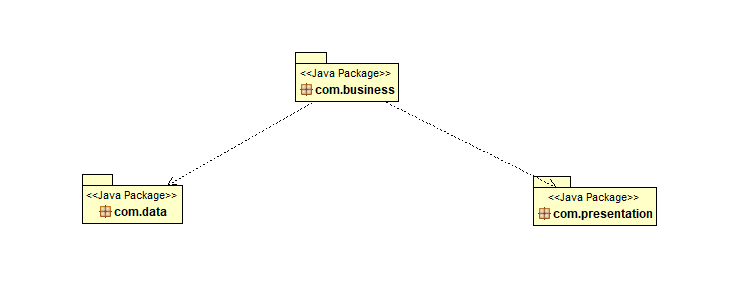 <<Java Package>>
com.business
<<Java Package>>
com.data
<<Java Package>>
com.presentation